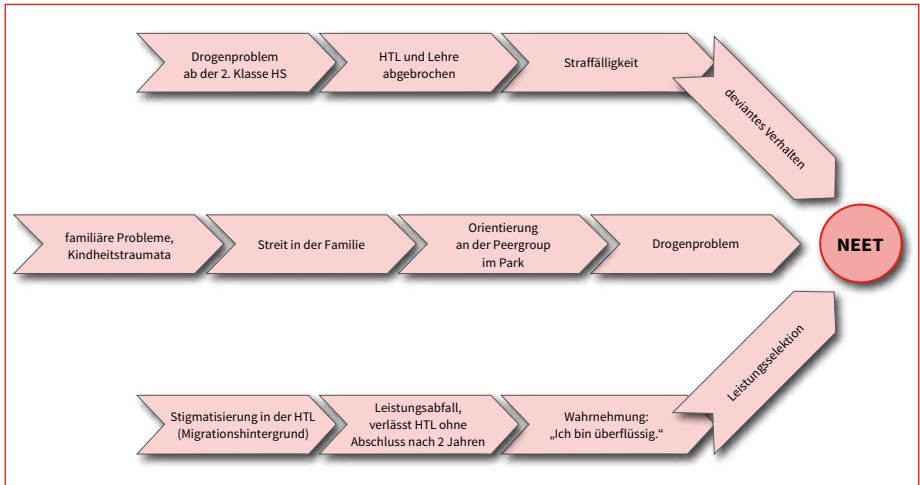 Drogenproblem
ab der 2. Klasse HS
HTL und Lehre
abgebrochen
Straffälligkeit
deviantes Verhalten
familiäre Probleme,
Kindheitstraumata
Streit in der Familie
Orientierung
an der Peergroup
im Park
Drogenproblem
NEET
Stigmatisierung in der HTL
(Migrationshintergrund)
Leistungsabfall,
verlässt HTL ohne
Abschluss nach 2 Jahren
Wahrnehmung:
„Ich bin überflüssig.“
Leistungsselektion